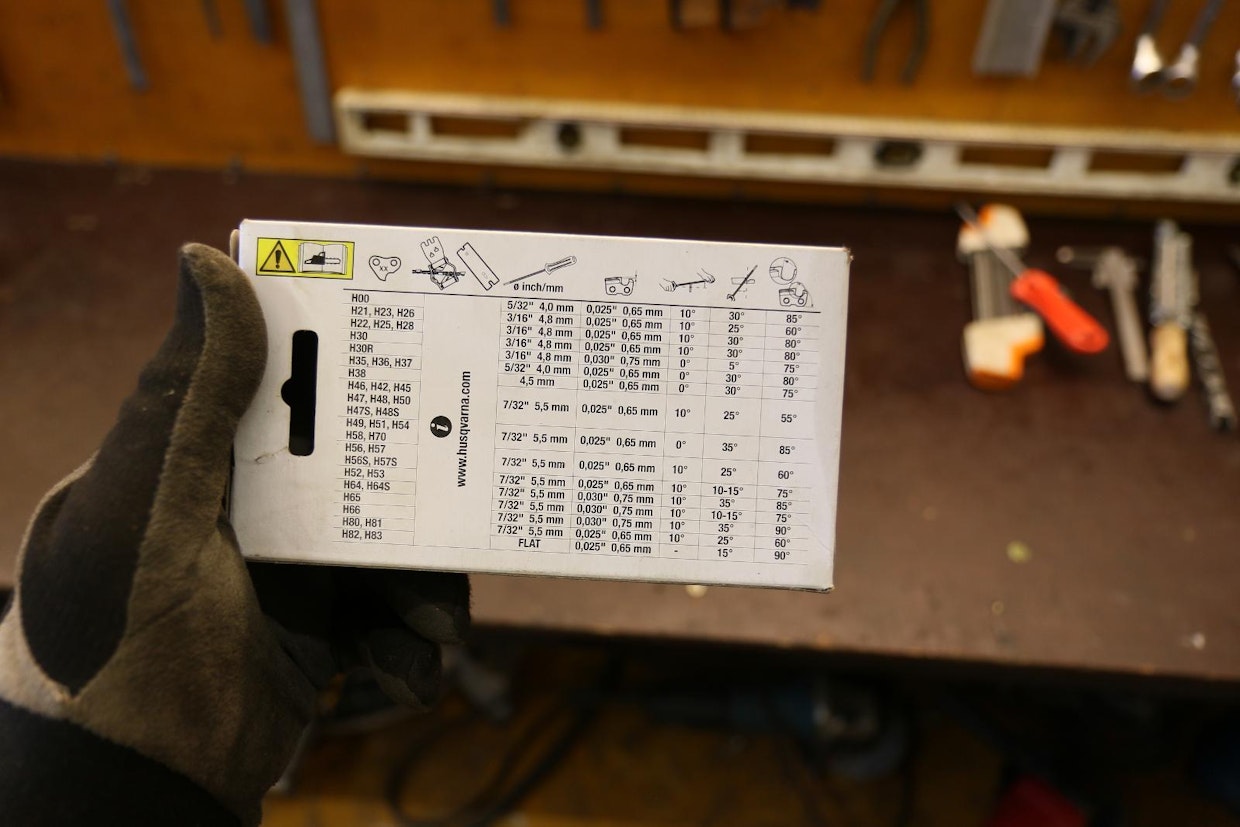 XX
ø inch/mm
H00
H21, H23, H26
H22, H25, H28
H30
H30R
H35, H36, H37
H38
H46, H42, H45
H47, H48, H50
H47S, H48S
H49, H51, H54
H58, H70
H56, H57
H56S, H57S
H52, H53
H64, H64S
H65
H66
H80, H81
H82, H83
i www.husqvarna.com
5/32" 4,0 mm 0,025" 0,65 mm 10° 30° 85°
3/16" 4,8 mm 0,025" 0,65 mm 10° 25° 60°
3/16" 4,8 mm 0,025" 0,65 mm 10° 30° 80°
3/16" 4,8 mm 0,025" 0,65 mm 10° 30° 80°
3/16" 4,8 mm 0,030" 0,75 mm 0° 5° 75°
5/32" 4,0 mm 0,025" 0,65 mm 0° 30° 80°
4,5 mm 0,025" 0,65 mm 0° 30° 75°
7/32" 5,5 mm 0,025" 0,65 mm 10° 25° 55°
7/32" 5,5 mm 0,025" 0,65 mm 0° 35° 85°
7/32" 5,5 mm 0,025" 0,65 mm 10° 25° 60°
7/32" 5,5 mm 0,025" 0,65 mm 10° 10-15° 75°
7/32" 5,5 mm 0,030" 0,75 mm 10° 35° 85°
7/32" 5,5 mm 0,030" 0,75 mm 10° 10-15° 75°
7/32" 5,5 mm 0,030" 0,75 mm 10° 35° 90°
7/32" 5,5 mm 0,025" 0,65 mm 10° 25° 60°
FLAT 0,025" 0,65 mm - 15° 90°